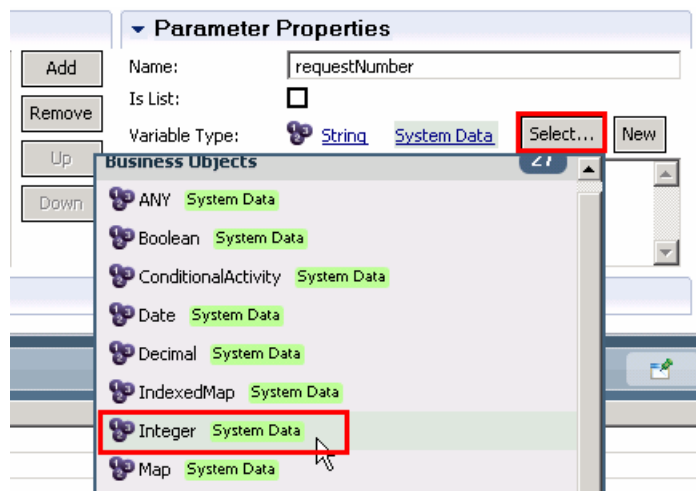 Parameter Properties
Add
Name:
requestNumber
Is List:
Remove
Variable Type:
String
System Data
Select...
New
Up
Business Objects
27
Down
ANY System Data
Boolean System Data
ConditionalActivity System Data
Date System Data
Decimal System Data
IndexedMap System Data
Integer System Data
Map System Data